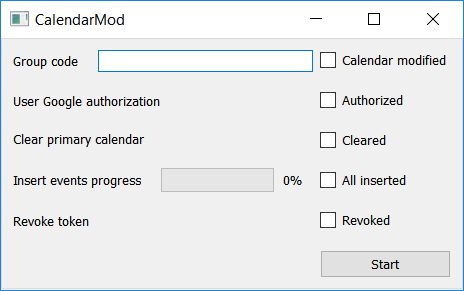 CalendarMod
Group code
Calendar modified
User Google authorization
Authorized
Clear primary calendar
Cleared
Insert events progress
0%
All inserted
Revoke token
Revoked
Start